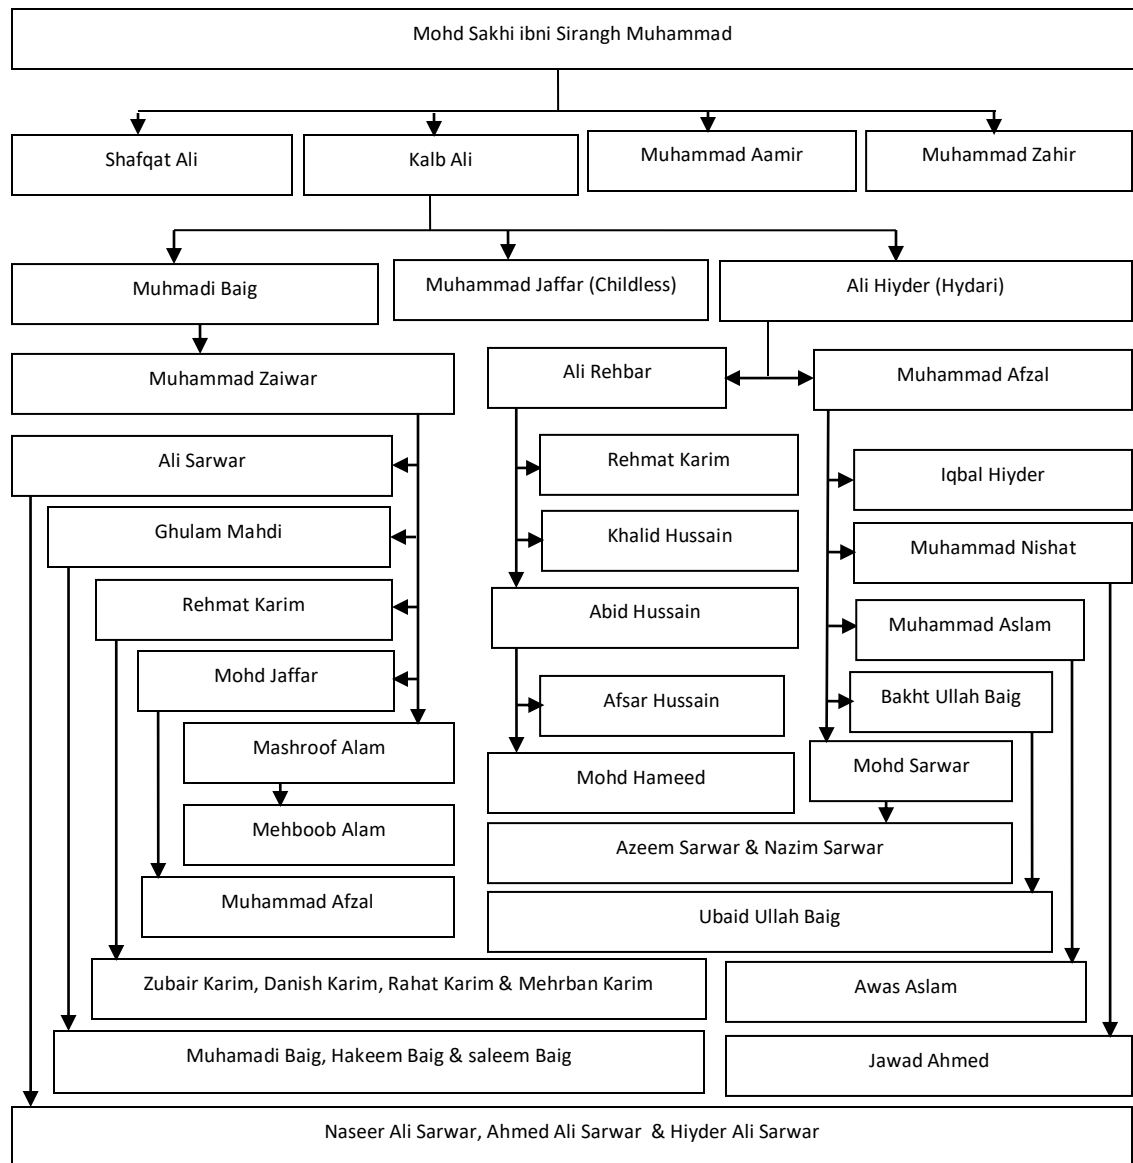 Mohd Sakhi ibni Sirangh Muhammad
Shafqat Ali
Kalb Ali
Muhammad Aamir
Muhammad Zahir
Muhmadi Baig
Muhammad Jaffar (Childless)
Ali Hiyder (Hydari)
Muhammad Zaiwar
Ali Rehbar
Muhammad Afzal
Ali Sarwar
Rehmat Karim
Iqbal Hiyder
Ghulam Mahdi
Khalid Hussain
Muhammad Nishat
Rehmat Karim
Abid Hussain
Muhammad Aslam
Mohd Jaffar
Afsar Hussain
Bakht Ullah Baig
Mashroof Alam
Mohd Hameed
Mohd Sarwar
Mehboob Alam
Azeem Sarwar & Nazim Sarwar
Muhammad Afzal
Ubaid Ullah Baig
Zubair Karim, Danish Karim, Rahat Karim & Mehrban Karim
Awas Aslam
Muhamadi Baig, Hakeem Baig & saleem Baig
Jawad Ahmed
Naseer Ali Sarwar, Ahmed Ali Sarwar  & Hiyder Ali Sarwar